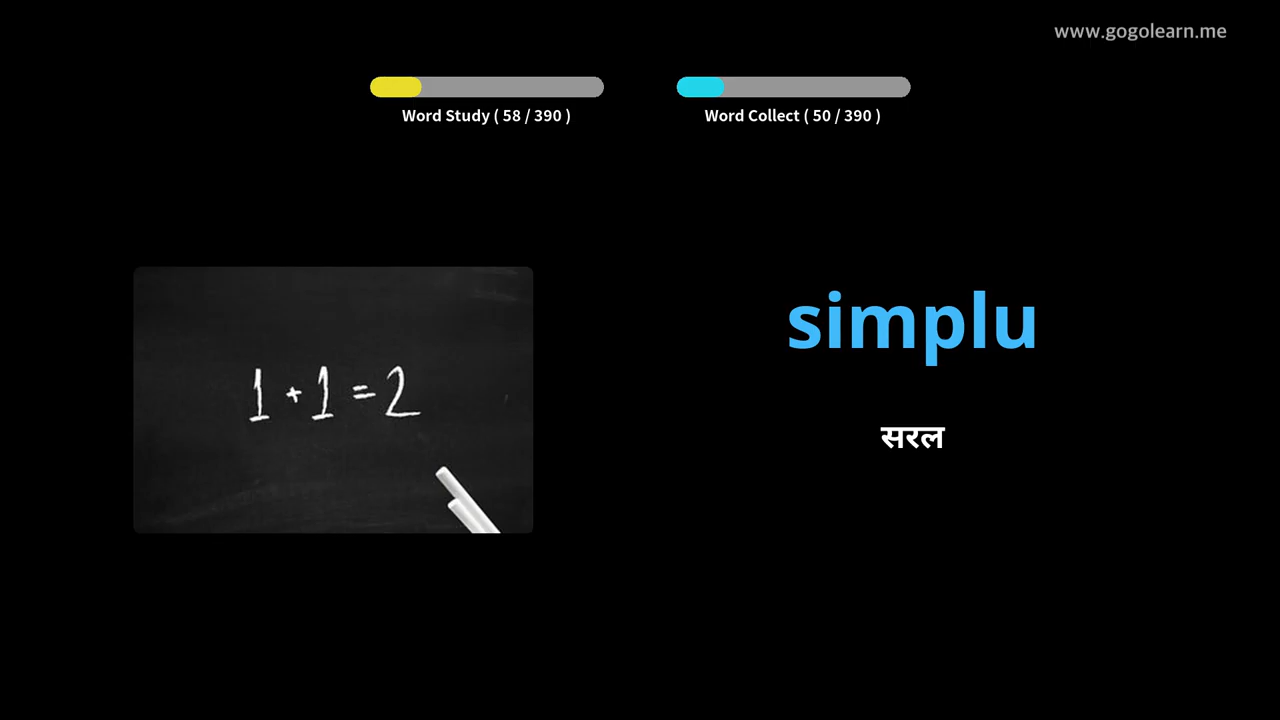 www.gogolearn.me
Word Study ( 58 / 390 )
Word Collect ( 50 / 390 )
1 + 1 = 2
simplu
सरल